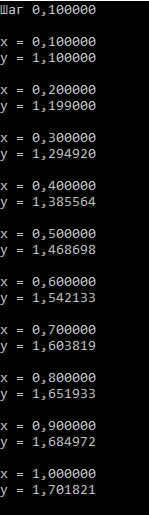 Шаг 0,100000
x = 0,100000
y = 1,100000
x = 0,200000
y = 1,199000
x = 0,300000
y = 1,294920
x = 0,400000
y = 1,385564
x = 0,500000
y = 1,468698
x = 0,600000
y = 1,542133
x = 0,700000
y = 1,603819
x = 0,800000
y = 1,651933
x = 0,900000
y = 1,684972
x = 1,000000
y = 1,701821